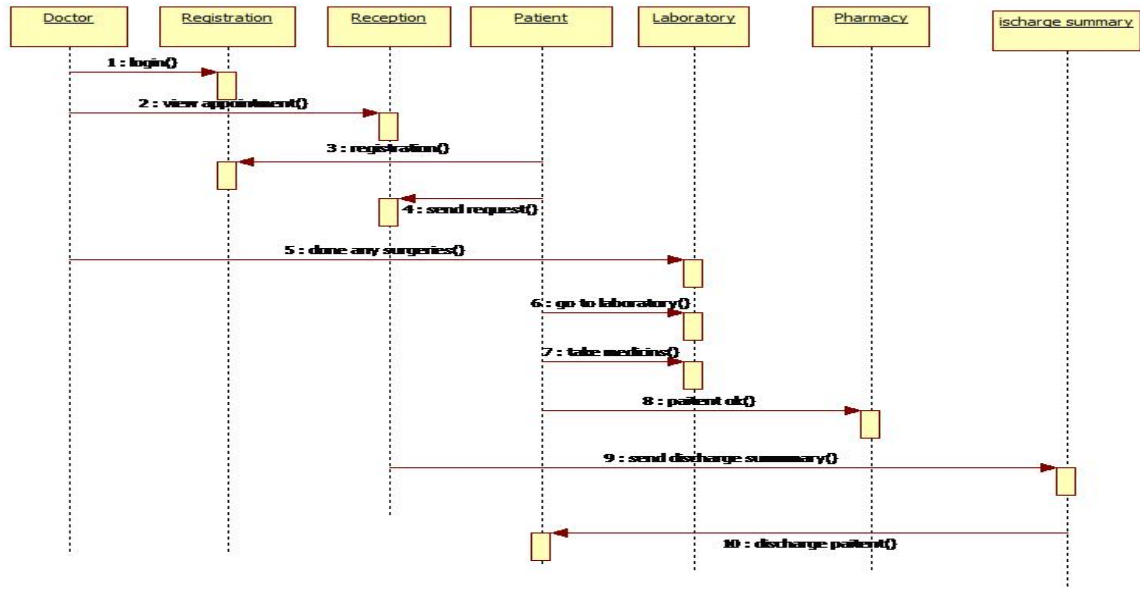 Doctor
Registration
Reception
Patient
Laboratory
Pharmacy
ischarge summary
1 : login()
2 : view appointment()
3 : registration()
4 : send request()
5 : done any surgeries()
6 : go to laboratory()
7 : take medicins()
8 : paitent ok()
9 : send discharge summmary()
10 : discharge paitent()